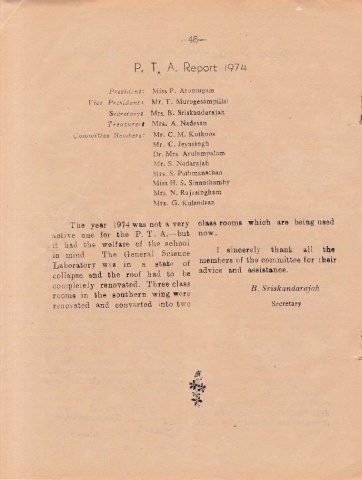 —46—
P. T. A. Report 1974
President: Miss P. Arumugam
Vice President: Mr. T. Murugesampillai
Secretary: Mrs. B. Sriskandarajah
Treasurer: Mrs. A. Nadesan
Committee Members: Mr. C. M. Kuthoos
Mr. C. Jeyasingh
Dr. Mrs. Arulampalam
Mr. S. Nadarajah
Mrs. S. Pathmanathan
Miss H. S. Sinnathamby
Mrs. N. Rajasingham
Mrs. G. Kulendran
The year 1974 was not a very
active one for the P. T. A.—but
it had the welfare of the school
in mind The General Science
Laboratory was in a state of
collapse and the roof had to be
completely renovated. Three class
rooms in the southern wing were
renovated and converted into two
class rooms which are being used
now.
I sincerely thank all the
members of the committee for their
advice and assistance.
B. Sriskandarajah
Secretary